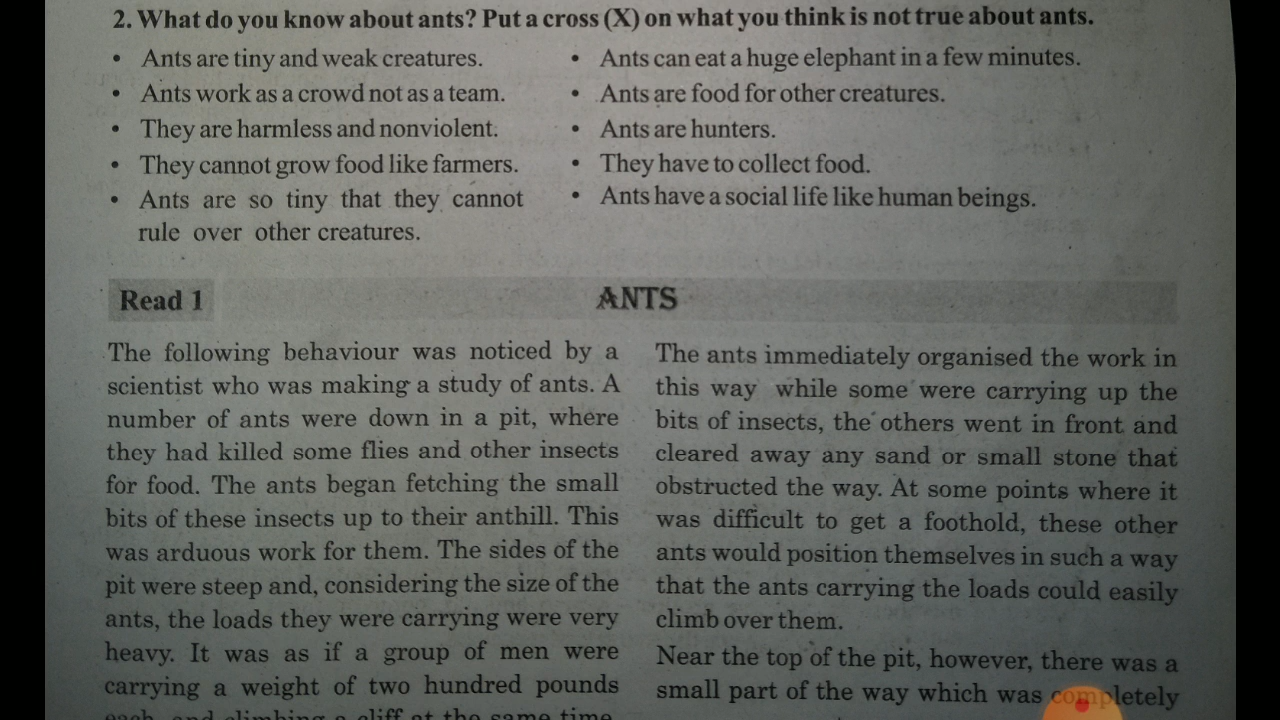 2. What do you know about ants? Put a cross (X) on what you think is not true about ants.
• Ants are tiny and weak creatures.
• Ants work as a crowd not as a team.
• They are harmless and nonviolent.
• They cannot grow food like farmers.
• Ants are so tiny that they cannot
rule over other creatures.
• Ants can eat a huge elephant in a few minutes.
• Ants are food for other creatures.
• Ants are hunters.
• They have to collect food.
• Ants have a social life like human beings.
Read 1
ANTS
The following behaviour was noticed by a
scientist who was making a study of ants. A
number of ants were down in a pit, where
they had killed some flies and other insects
for food. The ants began fetching the small
bits of these insects up to their anthill. This
was arduous work for them. The sides of the
pit were steep and, considering the size of the
ants, the loads they were carrying were very
heavy. It was as if a group of men were
carrying a weight of two hundred pounds
each, and climbing a cliff at the same time.
The ants immediately organised the work in
this way while some were carrying up the
bits of insects, the others went in front and
cleared away any sand or small stone that
obstructed the way. At some points where it
was difficult to get a foothold, these other
ants would position themselves in such a way
that the ants carrying the loads could easily
climb over them.
Near the top of the pit, however, there was a
small part of the way which was completely